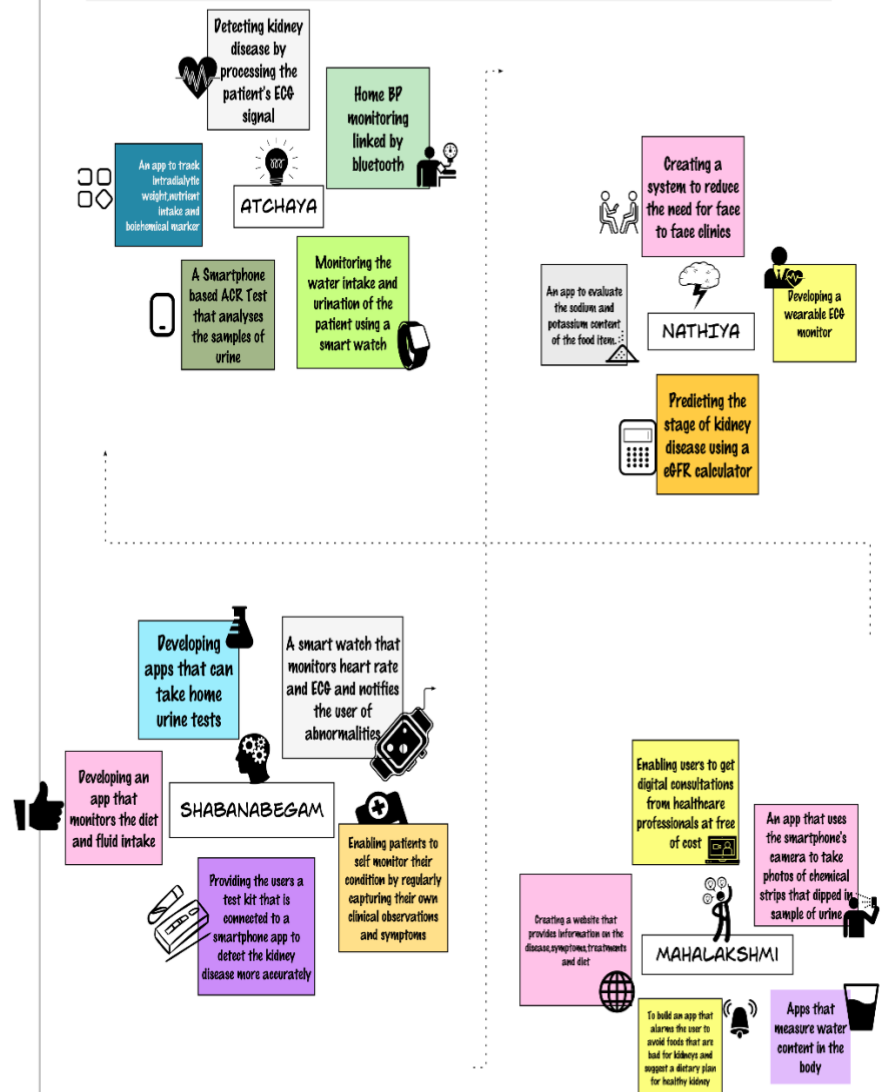 Detecting kidney
disease by
processing the
patient's ECG
signal
Home BP
monitoring
linked by
bluetooth
An app to track
intradialytic
weight,nutrient
intake and
boichemical marker
ATCHAYA
A Smartphone
based ACR Test
that analyses
the samples of
urine
Monitoring the
water intake and
urination of the
patient using a
smart watch
Creating a
system to reduce
the need for face
to face clinics
An app to evaluate
the sodium and
potassium content
of the food item.
NATHIYA
Developing a
wearable ECG
monitor
Predicting the
stage of kidney
disease using a
eGFR calculator
Developing
apps that can
take home
urine tests
A smart watch that
monitors heart rate
and ECG and notifies
the user of
abnormalities
Developing an
app that
monitors the diet
and fluid intake
SHABANABEGAM
Providing the users a
test kit that is
connected to a
smartphone app to
detect the kidney
disease more accurately
Enabling patients to
self monitor their
condition by regularly
capturing their own
clinical observations
and symptoms
Enabling users to get
digital consultations
from healthcare
professionals at free
of cost
An app that uses
the smartphone's
camera to take
photos of chemical
strips that dipped in
sample of urine
Creating a website that
provides information on the
disease,symptoms,treatments
and diet
MAHALAKSHMI
To build an app that
alarms the user to
avoid foods that are
bad for kidneys and
suggest a dietary plan
for healthy kidney
Apps that
measure water
content in the
body